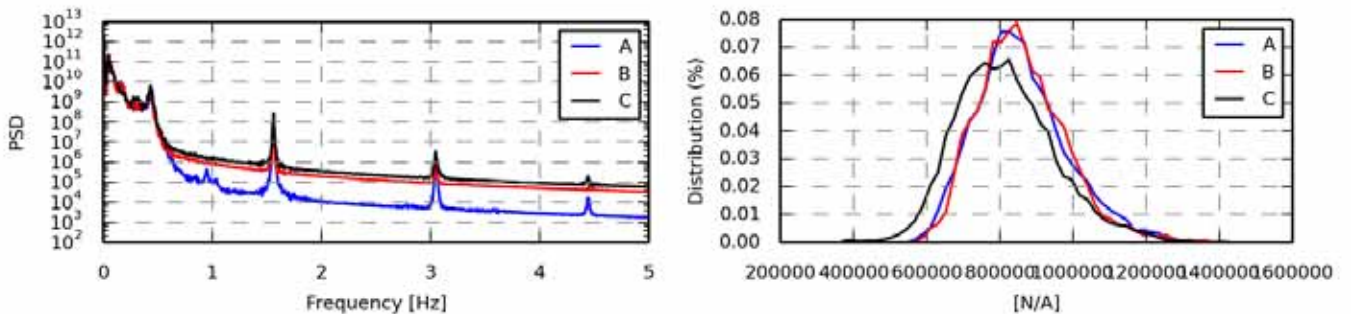 10^13
10^12
10^11
10^10
10^9
10^8
10^7
10^6
10^5
10^4
10^3
10^2
PSD
0 1 2 3 4 5
Frequency [Hz]
A
B
C
0.08
0.07
0.06
0.05
0.04
0.03
0.02
0.01
0.00
Distribution (%)
200000 400000 600000 800000 1000000 1200000 1400000 1600000
[N/A]
A
B
C